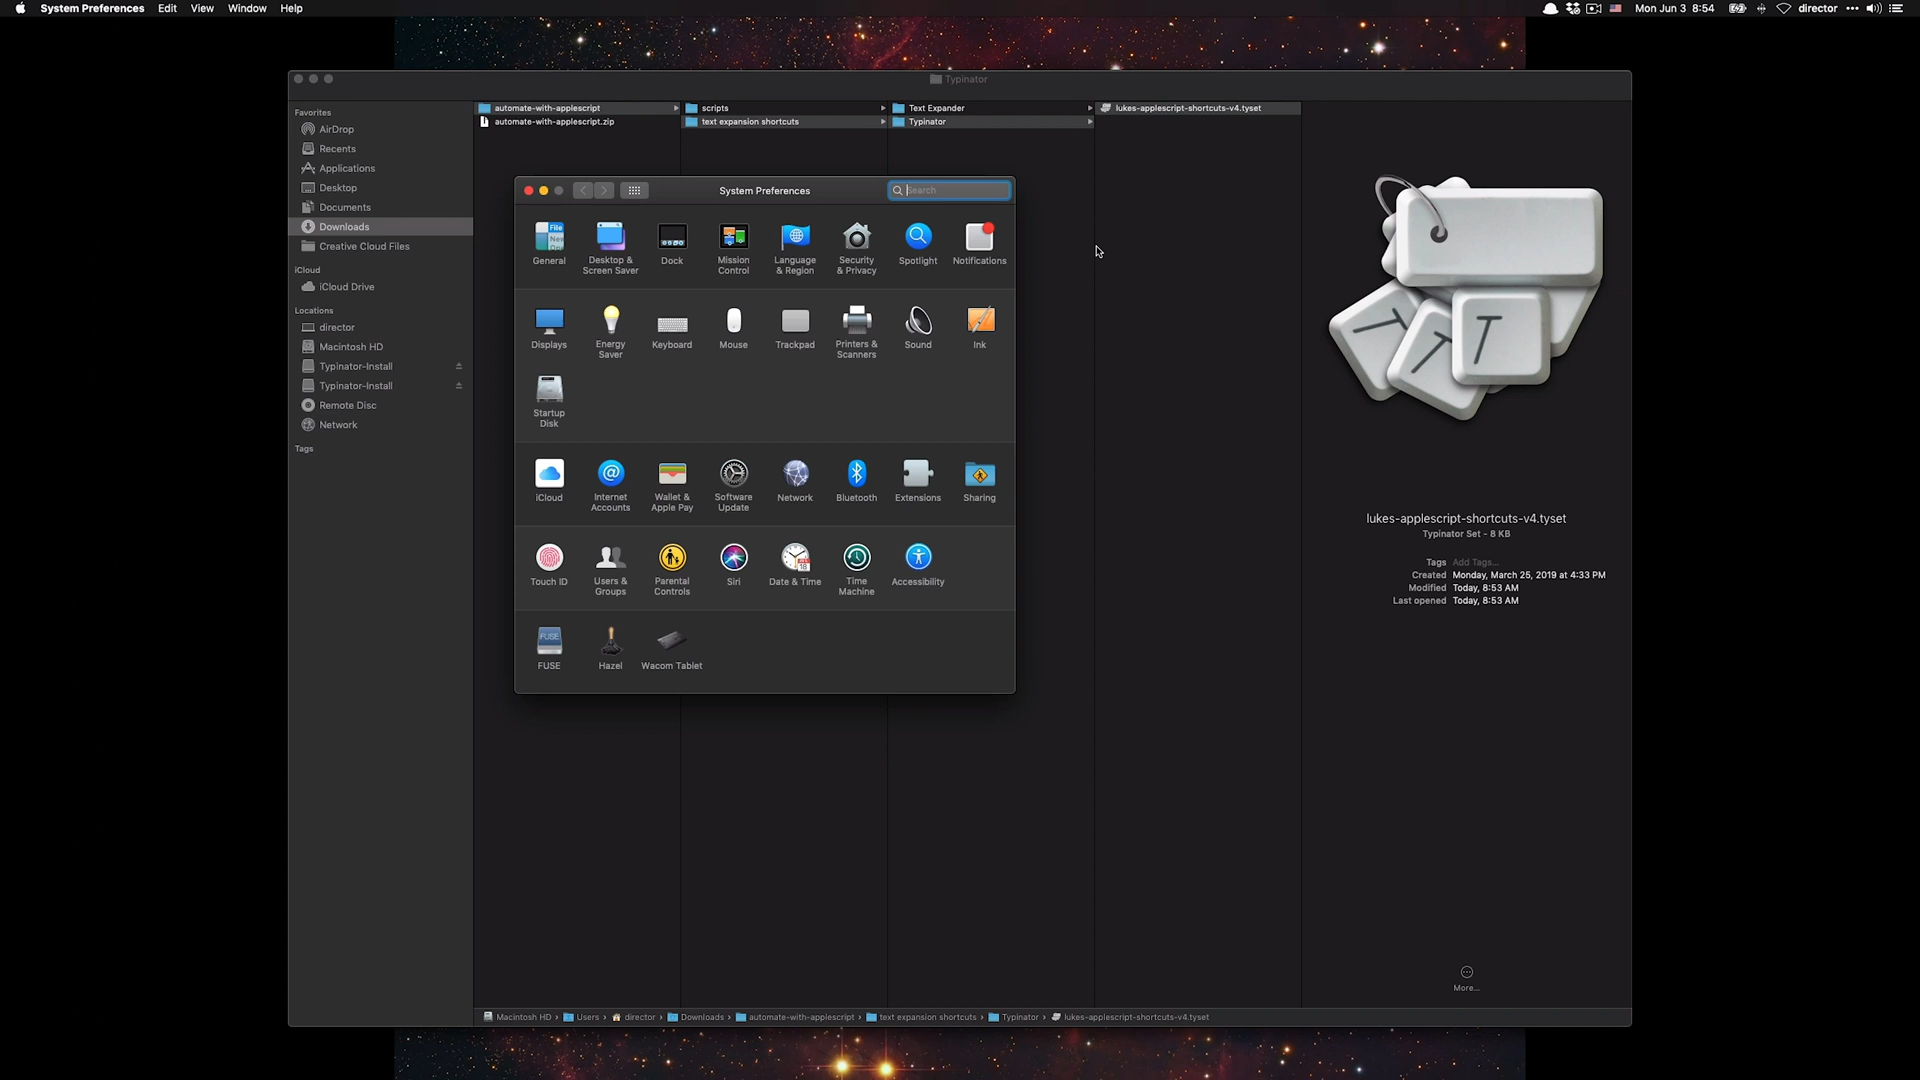 System Preferences Edit View Window Help
Mon Jun 3 8:54 director
Typinator
Favorites
AirDrop
Recents
Applications
Desktop
Documents
Downloads
Creative Cloud Files
iCloud
iCloud Drive
Locations
director
Macintosh HD
Typinator-Install
Typinator-Install
Remote Disc
Network
Tags
automate-with-applescript
automate-with-applescript.zip
scripts
text expansion shortcuts
Text Expander
Typinator
lukes-applescript-shortcuts-v4.tyset
System Preferences
Search
General
Desktop &
Screen Saver
Dock
Mission
Control
Language
& Region
Security
& Privacy
Spotlight
Notifications
Displays
Energy
Saver
Keyboard
Mouse
Trackpad
Printers &
Scanners
Sound
Ink
Startup
Disk
iCloud
Internet
Accounts
Wallet &
Apple Pay
Software
Update
Network
Bluetooth
Extensions
Sharing
Touch ID
Users &
Groups
Parental
Controls
Siri
Date & Time
Time
Machine
Accessibility
FUSE
FUSE
Hazel
Wacom Tablet
T
T
T
lukes-applescript-shortcuts-v4.tyset
Typinator Set - 8 KB
Tags Add Tags...
Created Monday, March 25, 2019 at 4:33 PM
Modified Today, 8:53 AM
Last opened Today, 8:53 AM
More...
Macintosh HD › Users › director › Downloads › automate-with-applescript › text expansion shortcuts › Typinator › lukes-applescript-shortcuts-v4.tyset